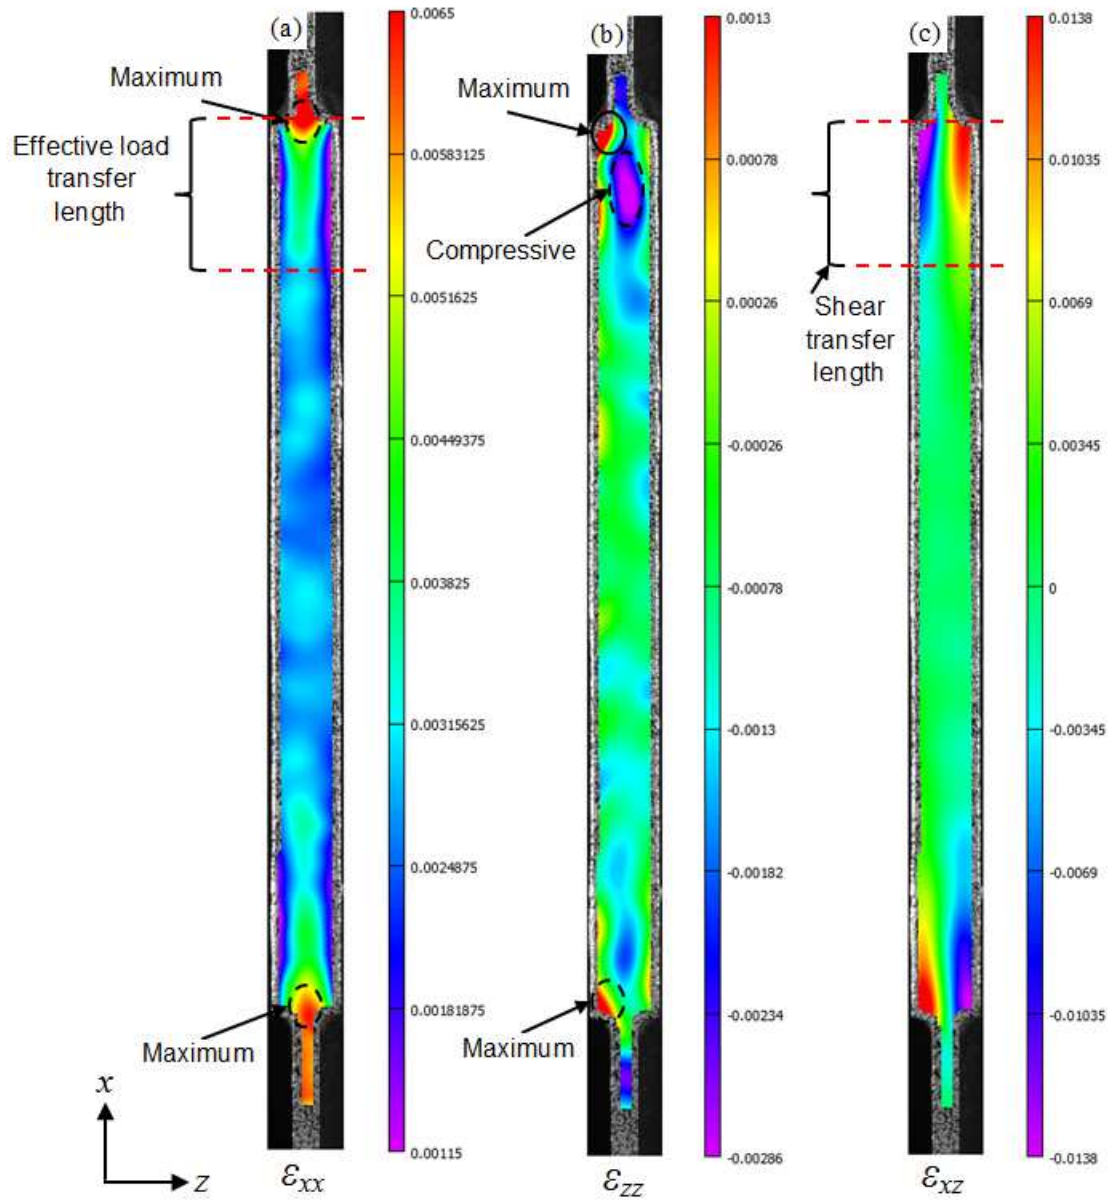 (a)
Maximum
Effective load
transfer
length
Maximum
0.0065
0.00583125
0.0051625
0.00449375
0.003825
0.00315625
0.0024875
0.00181875
0.00115
εxx
(b)
Maximum
Compressive
Maximum
0.0013
0.00078
0.00026
-0.00026
-0.00078
-0.0013
-0.00182
-0.00234
-0.00286
εzz
(c)
Shear
transfer
length
0.0138
0.01035
0.0069
0.00345
0
-0.00345
-0.0069
-0.01035
-0.0138
εxz
x
z